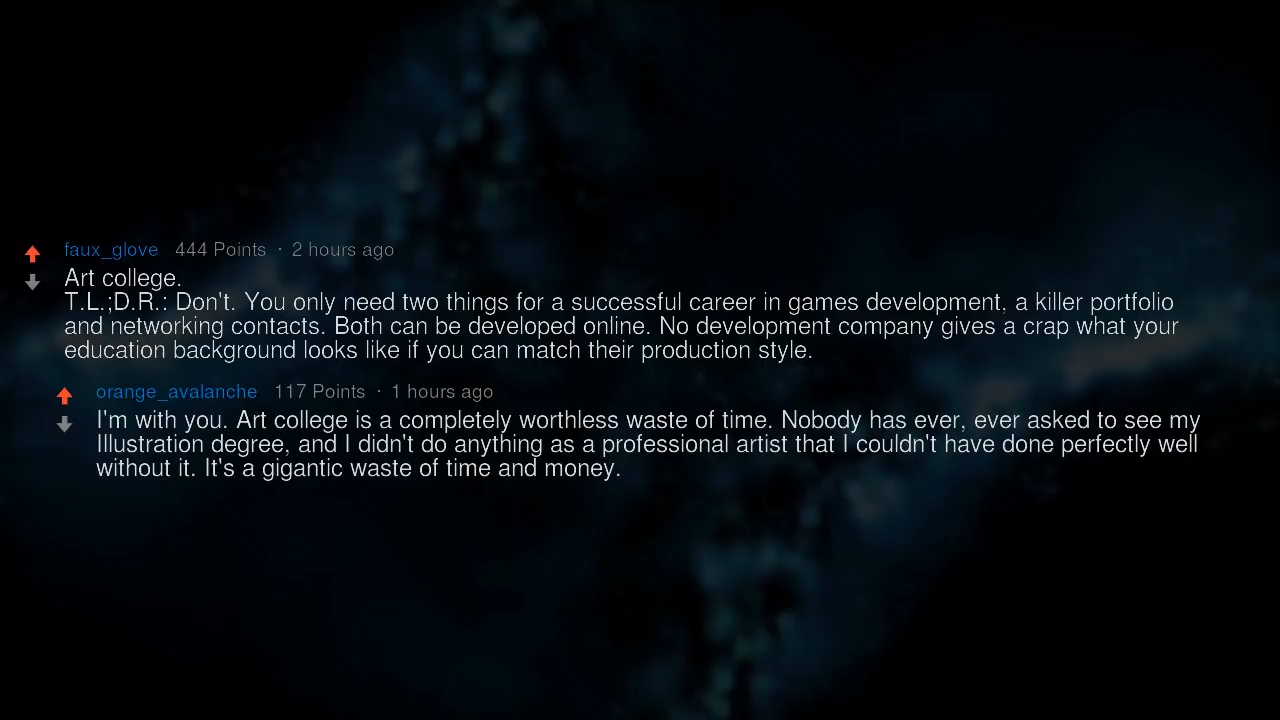 faux_glove 444 Points · 2 hours ago
Art college.
T.L.;D.R.: Don't. You only need two things for a successful career in games development, a killer portfolio
and networking contacts. Both can be developed online. No development company gives a crap what your
education background looks like if you can match their production style.
orange_avalanche 117 Points · 1 hours ago
I'm with you. Art college is a completely worthless waste of time. Nobody has ever, ever asked to see my
Illustration degree, and I didn't do anything as a professional artist that I couldn't have done perfectly well
without it. It's a gigantic waste of time and money.